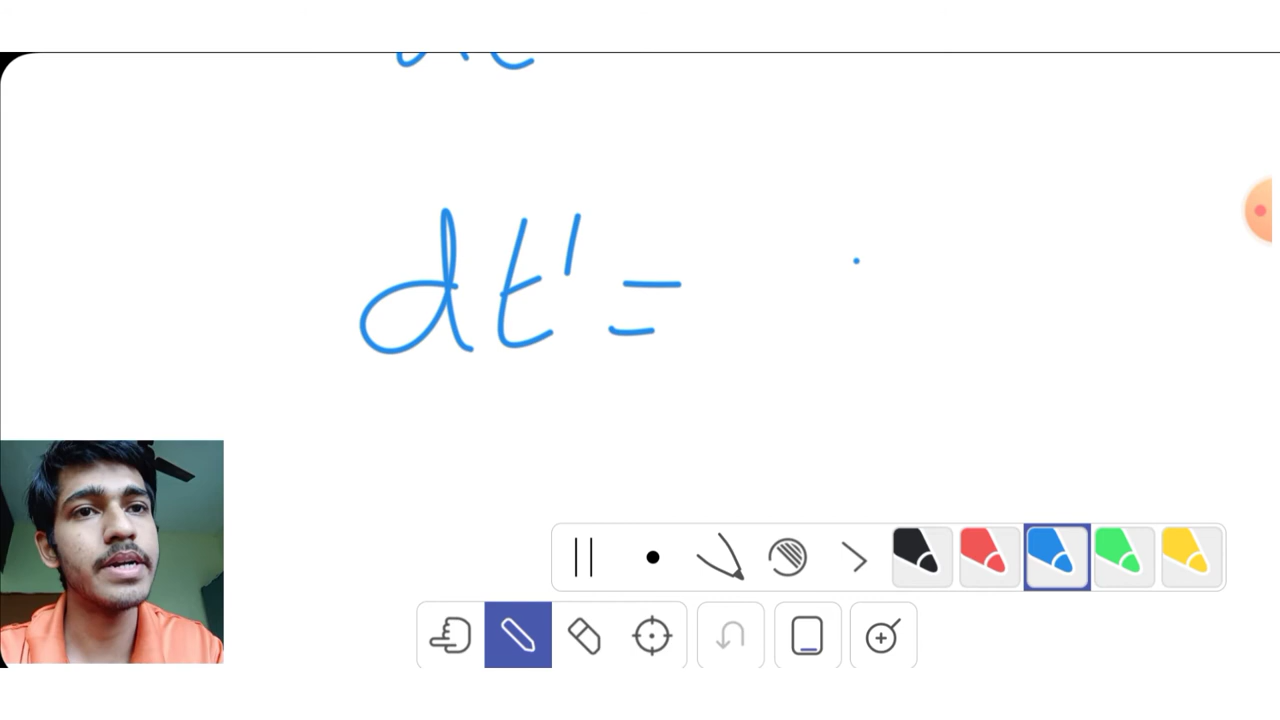 dt' =